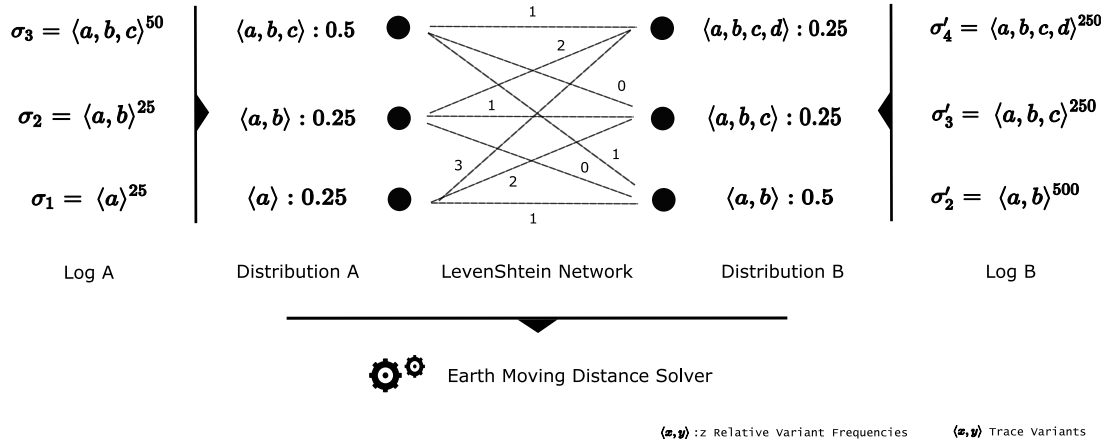 σ₃ = ⟨a, b, c⟩⁵⁰
⟨a, b, c⟩ : 0.5
1
⟨a, b, c, d⟩ : 0.25
σ′₄ = ⟨a, b, c, d⟩²⁵⁰
2
0
σ₂ = ⟨a, b⟩²⁵
⟨a, b⟩ : 0.25
1
⟨a, b, c⟩ : 0.25
σ′₃ = ⟨a, b, c⟩²⁵⁰
1
3
0
2
σ₁ = ⟨a⟩²⁵
⟨a⟩ : 0.25
1
⟨a, b⟩ : 0.5
σ′₂ = ⟨a, b⟩⁵⁰⁰
Log A
Distribution A
LevenShtein Network
Distribution B
Log B
Earth Moving Distance Solver
⟨x, y⟩ :z Relative Variant Frequencies
⟨x, y⟩ Trace Variants